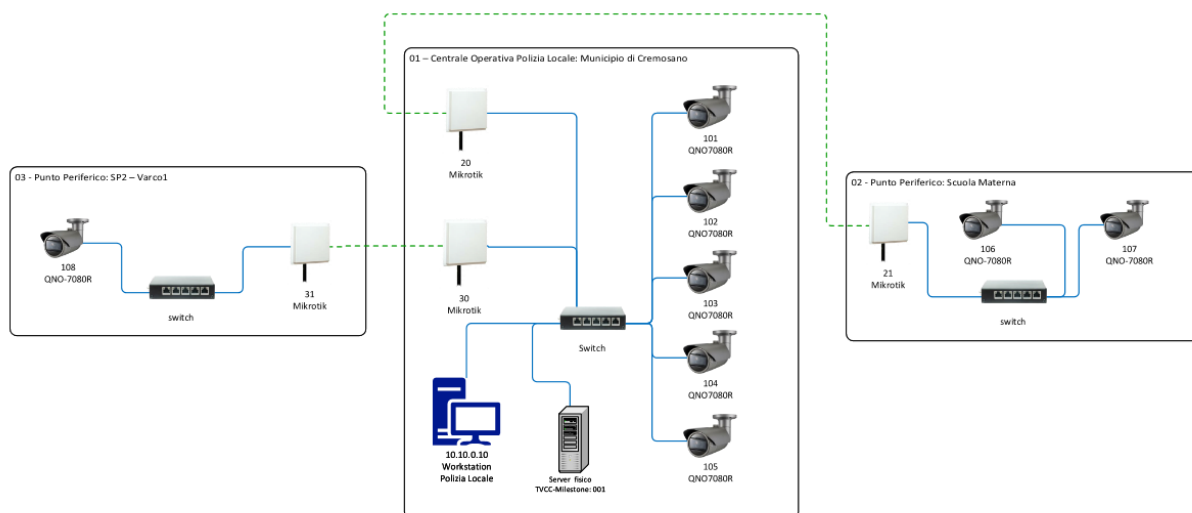 01 – Centrale Operativa Polizia Locale: Municipio di Cremosano
20
Mikrotik
30
Mikrotik
101
QNO7080R
102
QNO7080R
103
QNO7080R
104
QNO7080R
105
QNO7080R
Switch
10.10.0.10
Workstation
Polizia Locale
Server fisico
TVCC-Milestone: 001
03 - Punto Periferico: SP2 – Varco1
108
QNO-7080R
switch
31
Mikrotik
02 - Punto Periferico: Scuola Materna
21
Mikrotik
106
QNO-7080R
107
QNO-7080R
switch